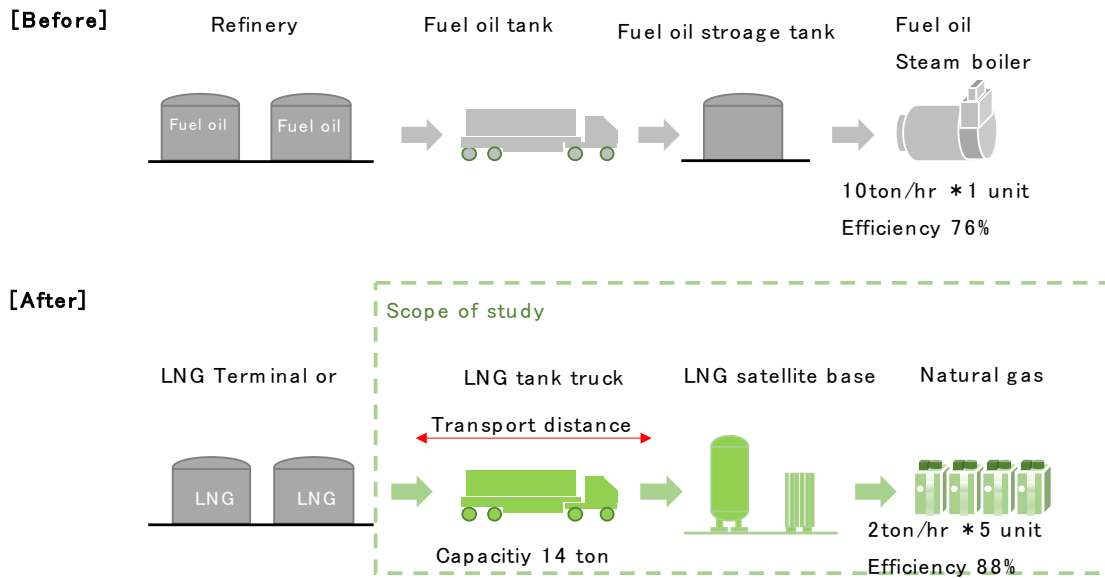 [Before]
Refinery
Fuel oil tank
Fuel oil stroage tank
Fuel oil
Steam boiler
Fuel oil
Fuel oil
10ton/hr *1 unit
Efficiency 76%
[After]
Scope of study
LNG Terminal or
LNG tank truck
LNG satellite base
Natural gas
Transport distance
LNG
LNG
2ton/hr *5 unit
Capacitiy 14 ton
Efficiency 88%